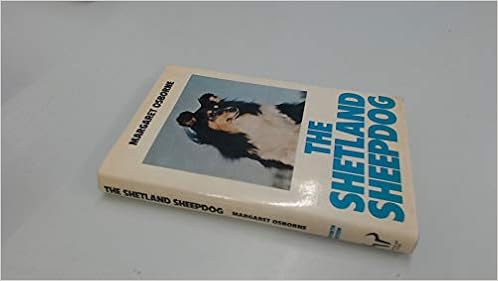 MARGARET OSBORNE
THE
SHETLAND
SHEEPDOG
THE SHETLAND SHEEPDOG MARGARET OSBORNE